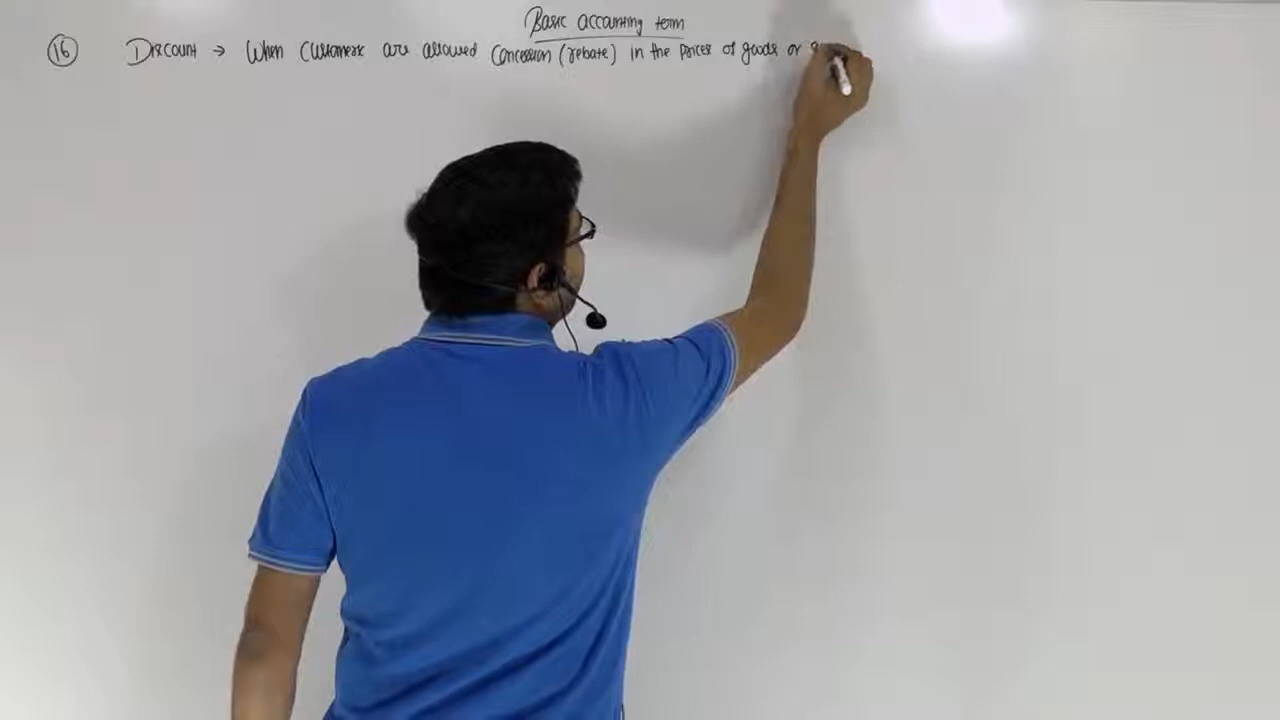 Basic accounting term
16 Discount → When Customers are allowed Concession (rebate) in the prices of goods or